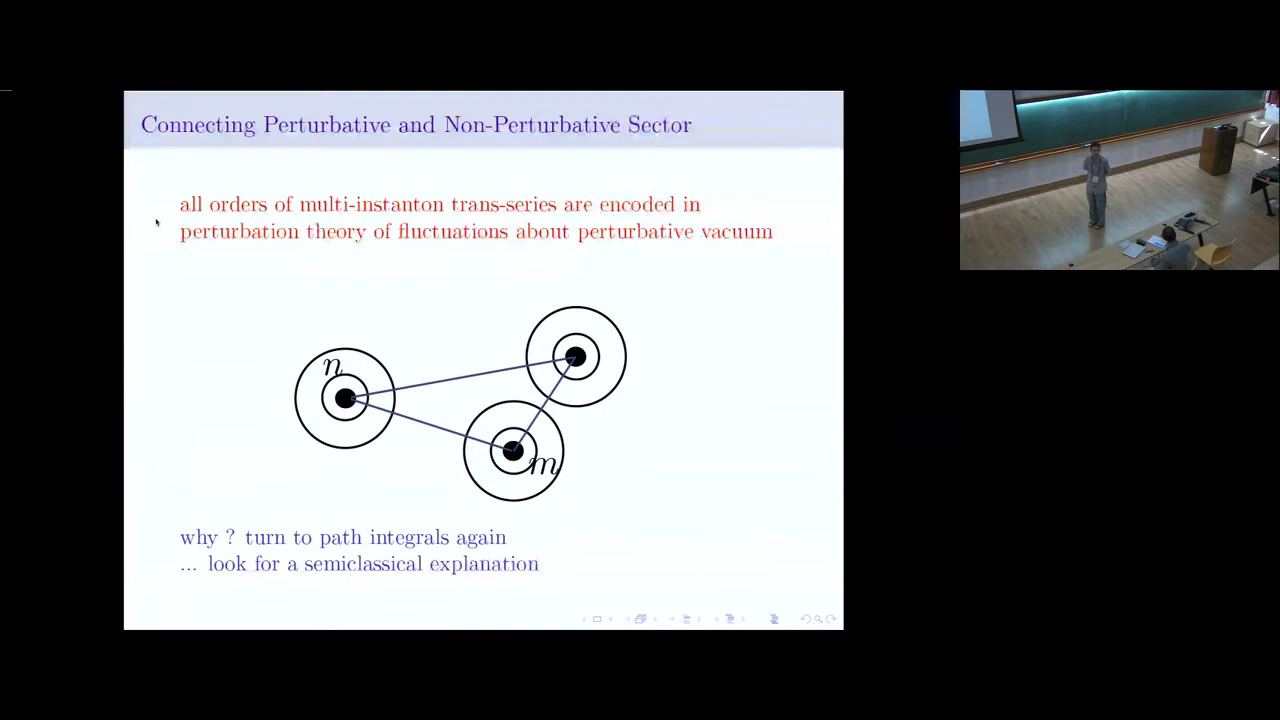 Connecting Perturbative and Non-Perturbative Sector
all orders of multi-instanton trans-series are encoded in
perturbation theory of fluctuations about perturbative vacuum
n
m
why ? turn to path integrals again
... look for a semiclassical explanation